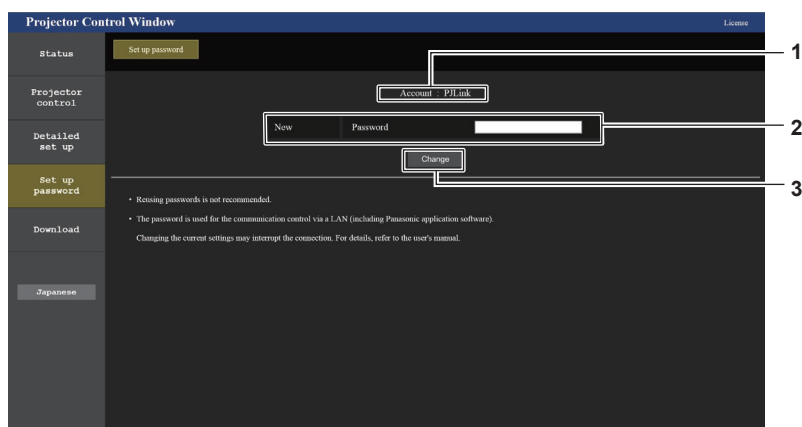 Projector Control Window
License
Status
Set up password
1
Projector
control
Account : PJLink
New Password
2
Detailed
set up
Change
Set up
password
3
• Reusing passwords is not recommended.
• The password is used for the communication control via a LAN (including Panasonic application software).
Changing the current settings may interrupt the connection. For details, refer to the user's manual.
Download
Japanese